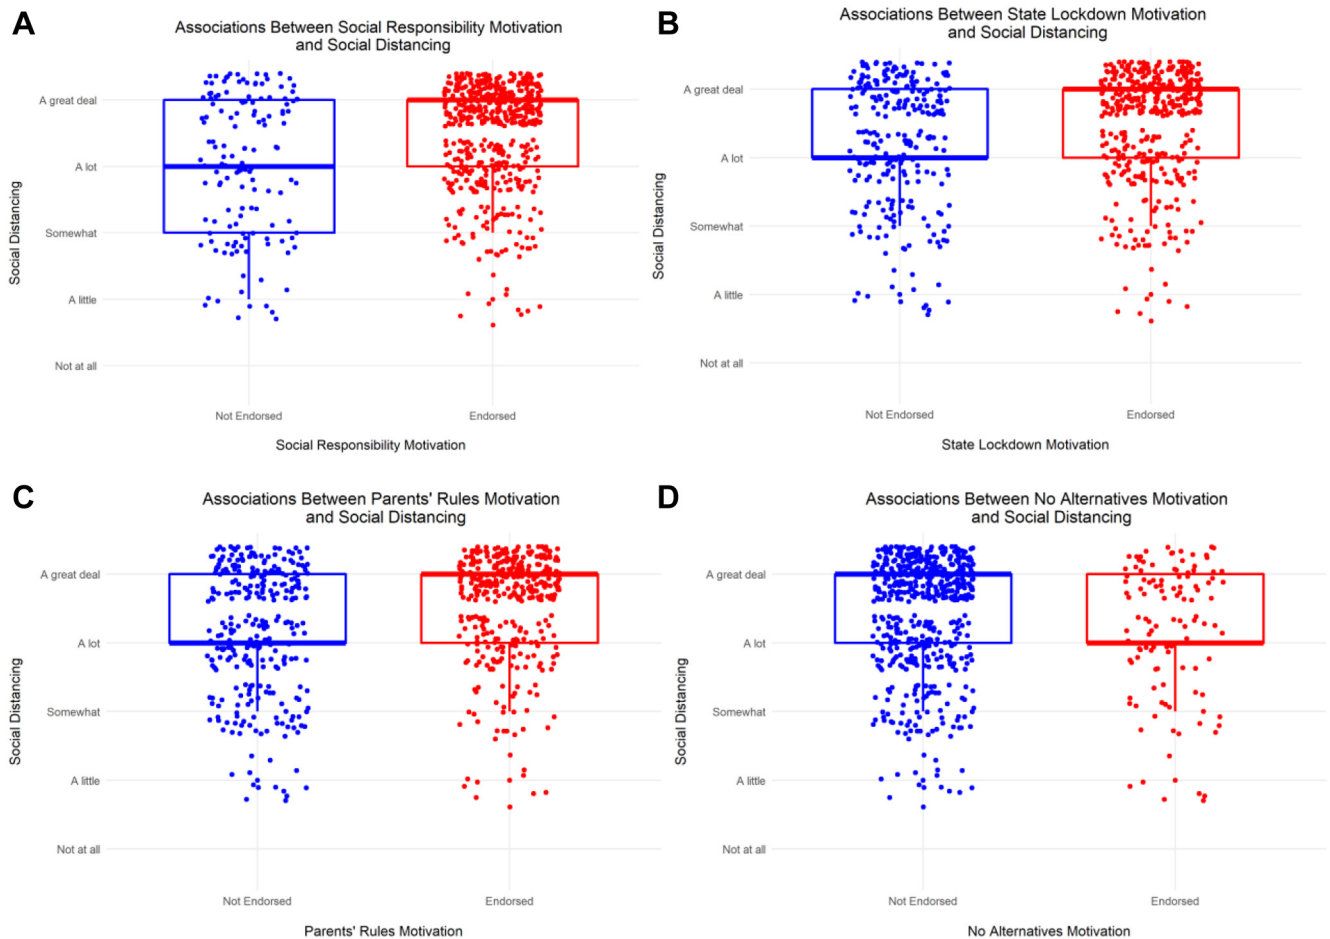 A
Associations Between Social Responsibility Motivation
and Social Distancing
Social Distancing
A great deal
A lot
Somewhat
A little
Not at all
Not Endorsed
Endorsed
Social Responsibility Motivation
B
Associations Between State Lockdown Motivation
and Social Distancing
Social Distancing
A great deal
A lot
Somewhat
A little
Not at all
Not Endorsed
Endorsed
State Lockdown Motivation
C
Associations Between Parents' Rules Motivation
and Social Distancing
Social Distancing
A great deal
A lot
Somewhat
A little
Not at all
Not Endorsed
Endorsed
Parents' Rules Motivation
D
Associations Between No Alternatives Motivation
and Social Distancing
Social Distancing
A great deal
A lot
Somewhat
A little
Not at all
Not Endorsed
Endorsed
No Alternatives Motivation